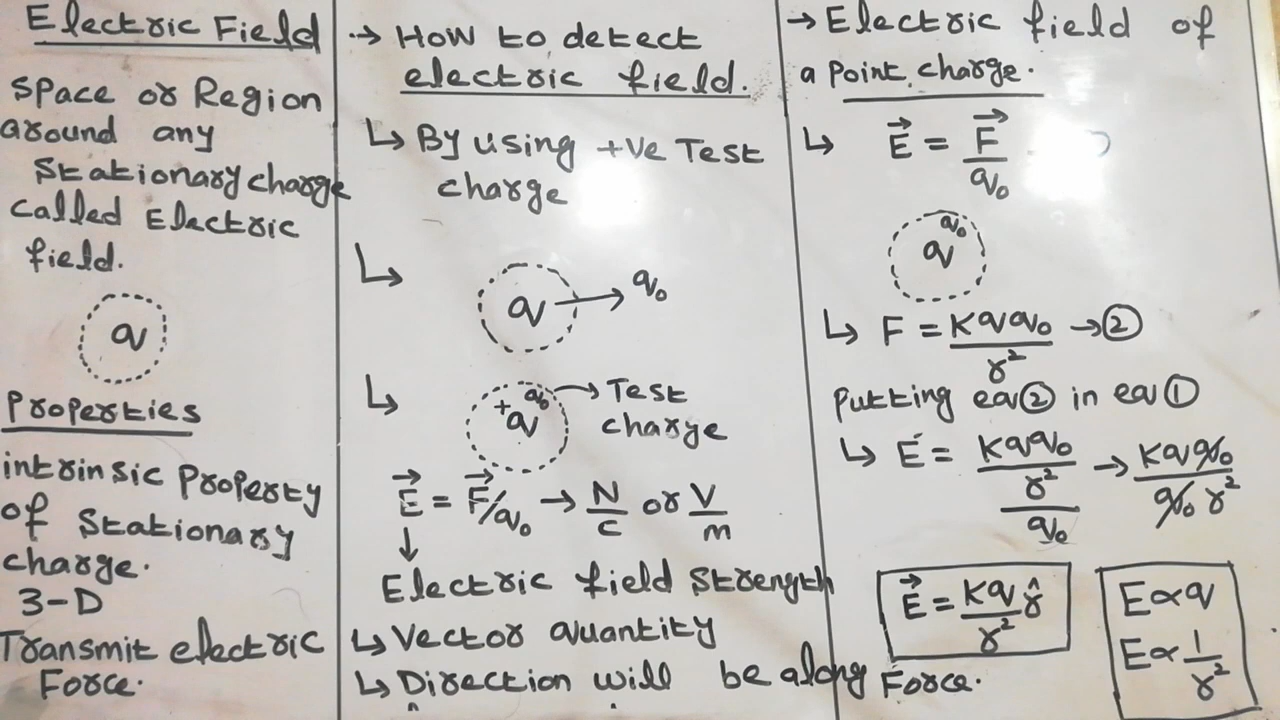 Electric Field
Space or Region
around any
Stationary charge
called Electric
field.
q
Properties
intrinsic Property
of Stationary
charge.
3-D
Transmit electric
Force.
→ How to detect
electric field.
↳ By using +ve Test
charge
↳ q → q₀
↳ +q q₀ → Test
charge
E⃗ = F⃗/q₀ → N/C or V/m
↓
Electric field Strength
↳ Vector quantity
↳ Direction will be along Force.
→ Electric field of
a Point charge.
↳ E⃗ = F⃗/q₀
q q₀
↳ F = Kqq₀/r² → ②
Putting eq② in eq①
↳ E = Kqq₀/r²/q₀ → Kqq₀/q₀r²
E⃗ = Kq/r² r̂
E∝q
E∝1/r²